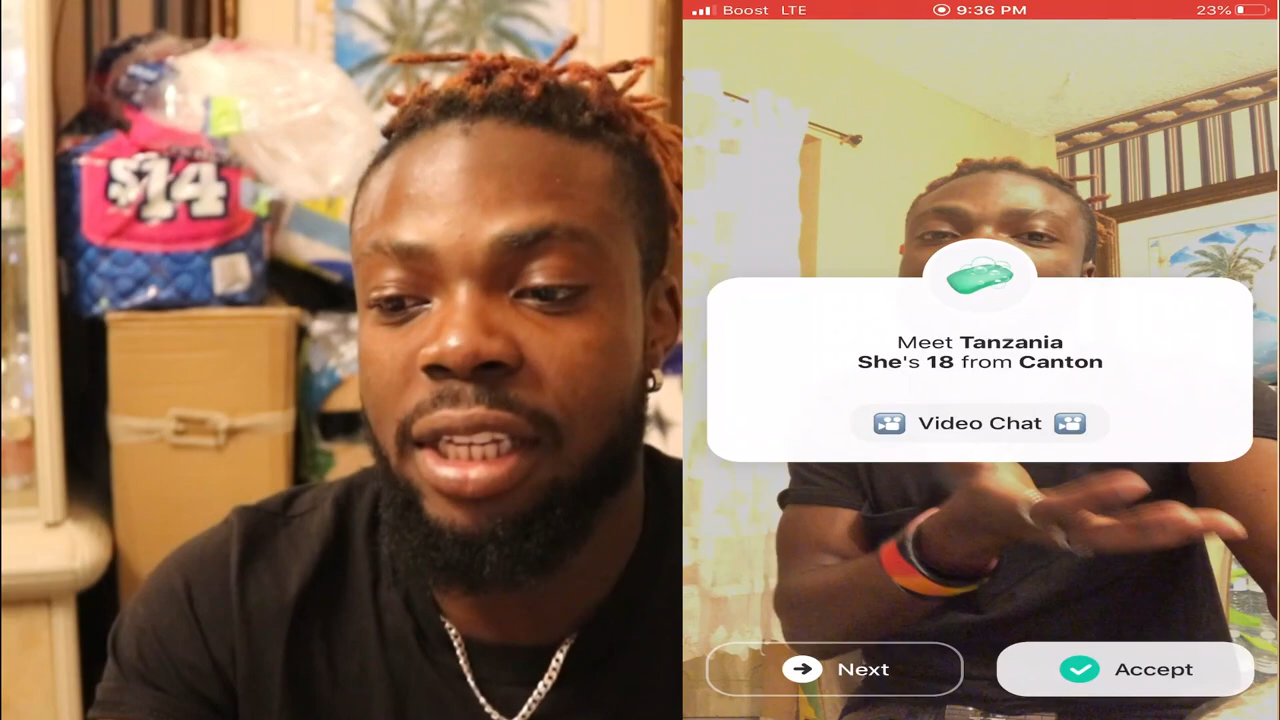 $14
Boost LTE
9:36 PM
23%
Meet Tanzania
She's 18 from Canton
Video Chat
Next
Accept